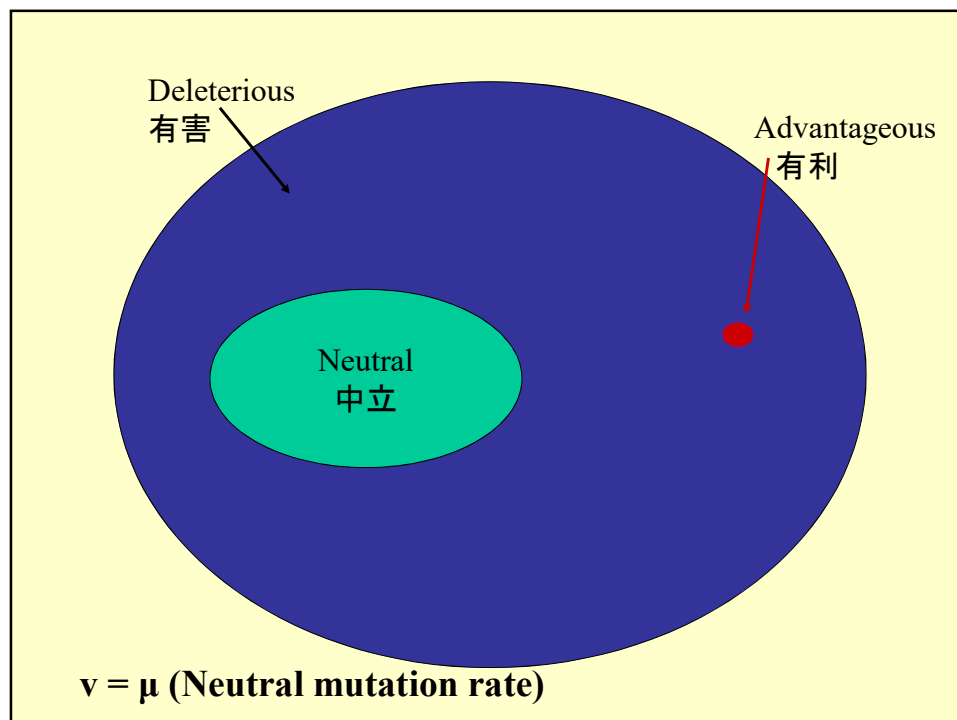 Deleterious
有害
Advantageous
有利
Neutral
中立
v = μ (Neutral mutation rate)